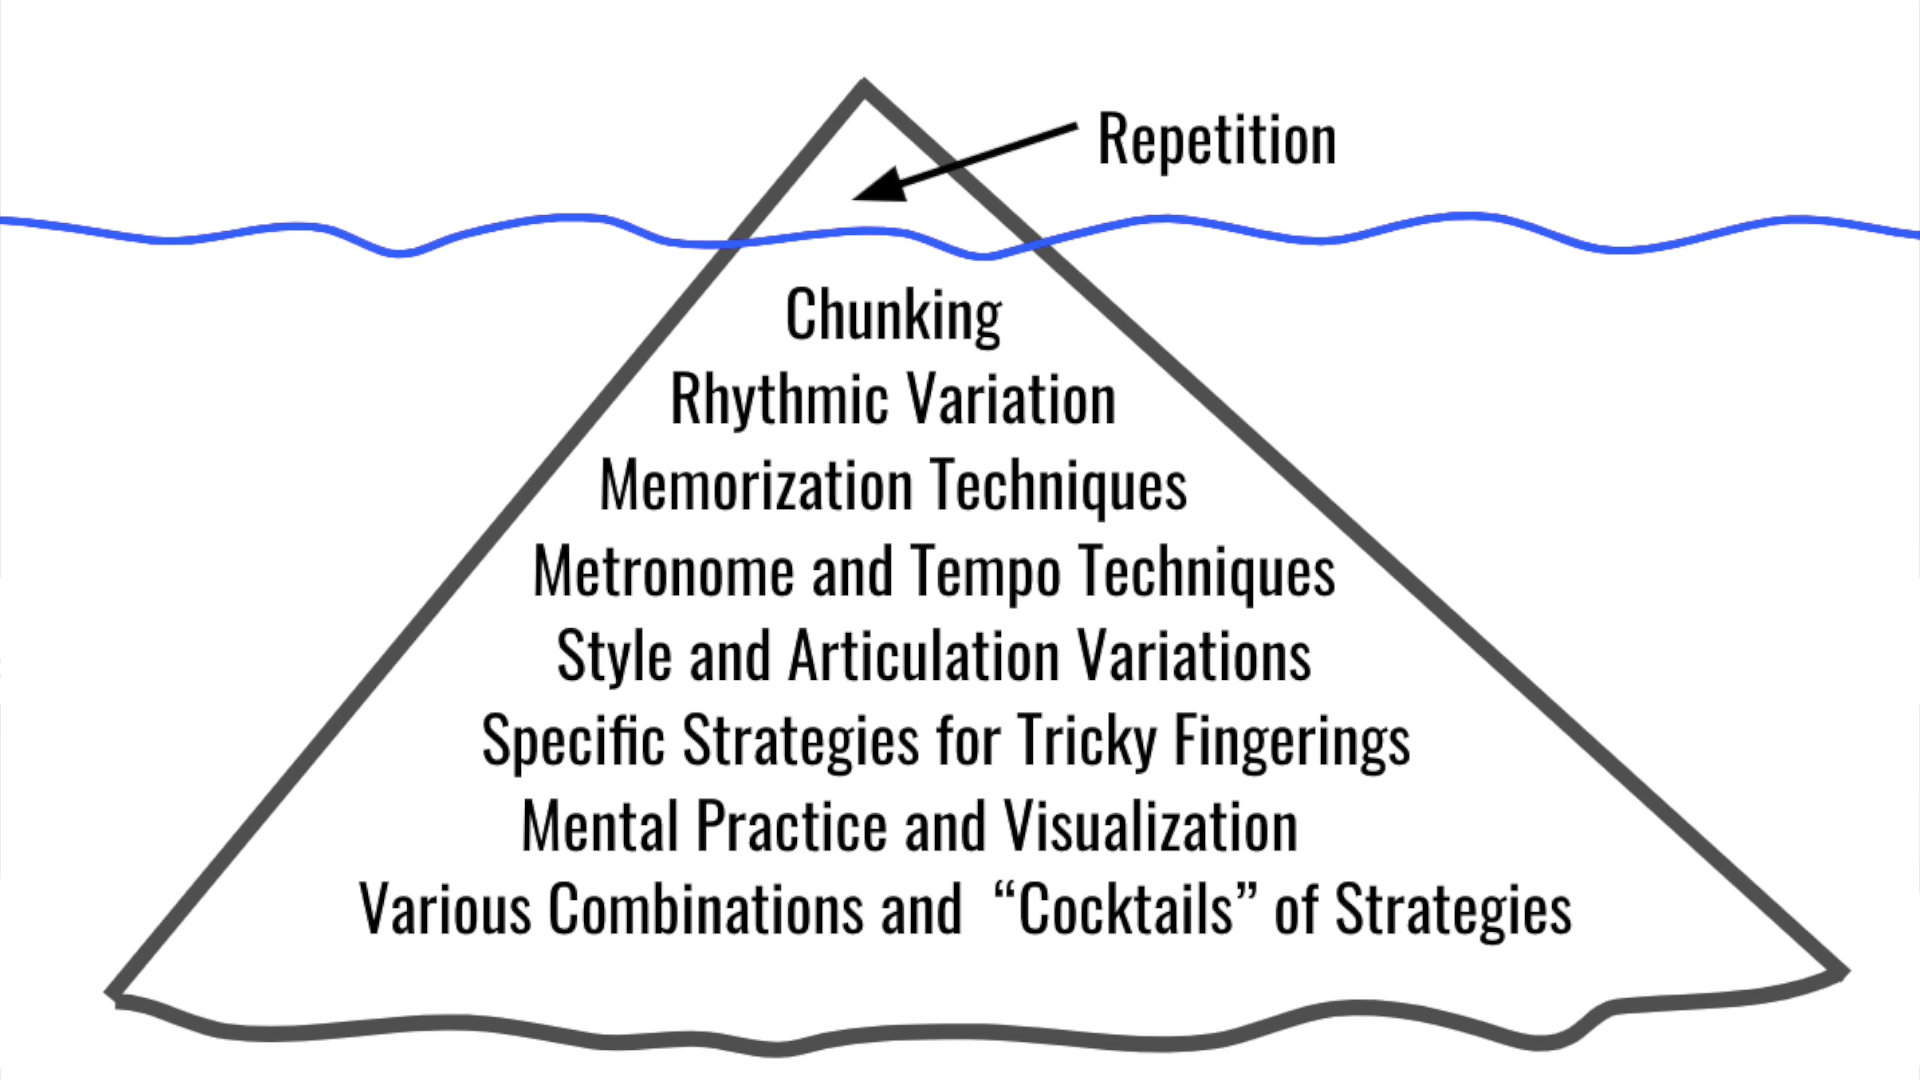 Repetition
Chunking
Rhythmic Variation
Memorization Techniques
Metronome and Tempo Techniques
Style and Articulation Variations
Specific Strategies for Tricky Fingerings
Mental Practice and Visualization
Various Combinations and “Cocktails” of Strategies